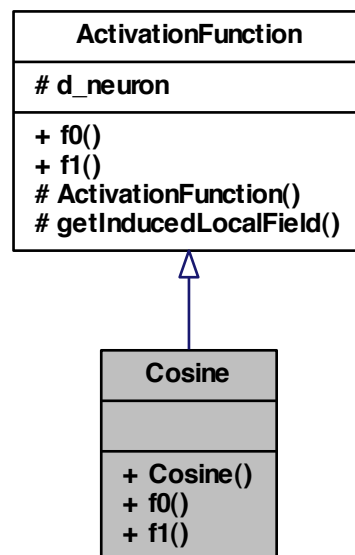 ActivationFunction
# d_neuron
+ f0()
+ f1()
# ActivationFunction()
# getInducedLocalField()
Cosine
+ Cosine()
+ f0()
+ f1()